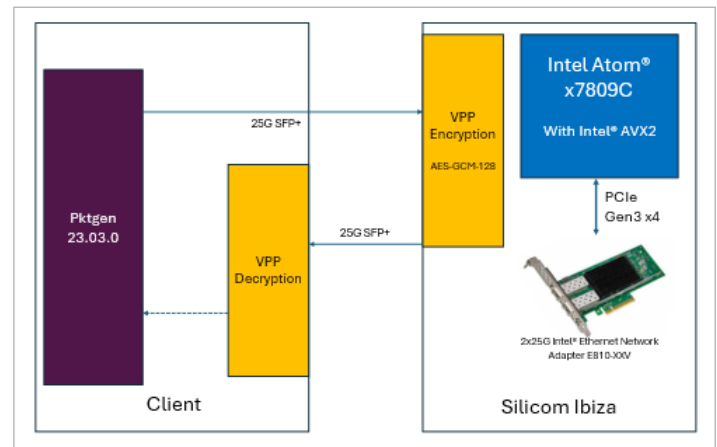 Pktgen
23.03.0
25G SFP+
VPP
Decryption
25G SFP+
Client
VPP
Encryption
AES-GCM-128
Intel Atom®
x7809C
With Intel® AVX2
PCIe
Gen3 x4
2x25G Intel® Ethernet Network
Adapter E810-XXV
Silicom Ibiza